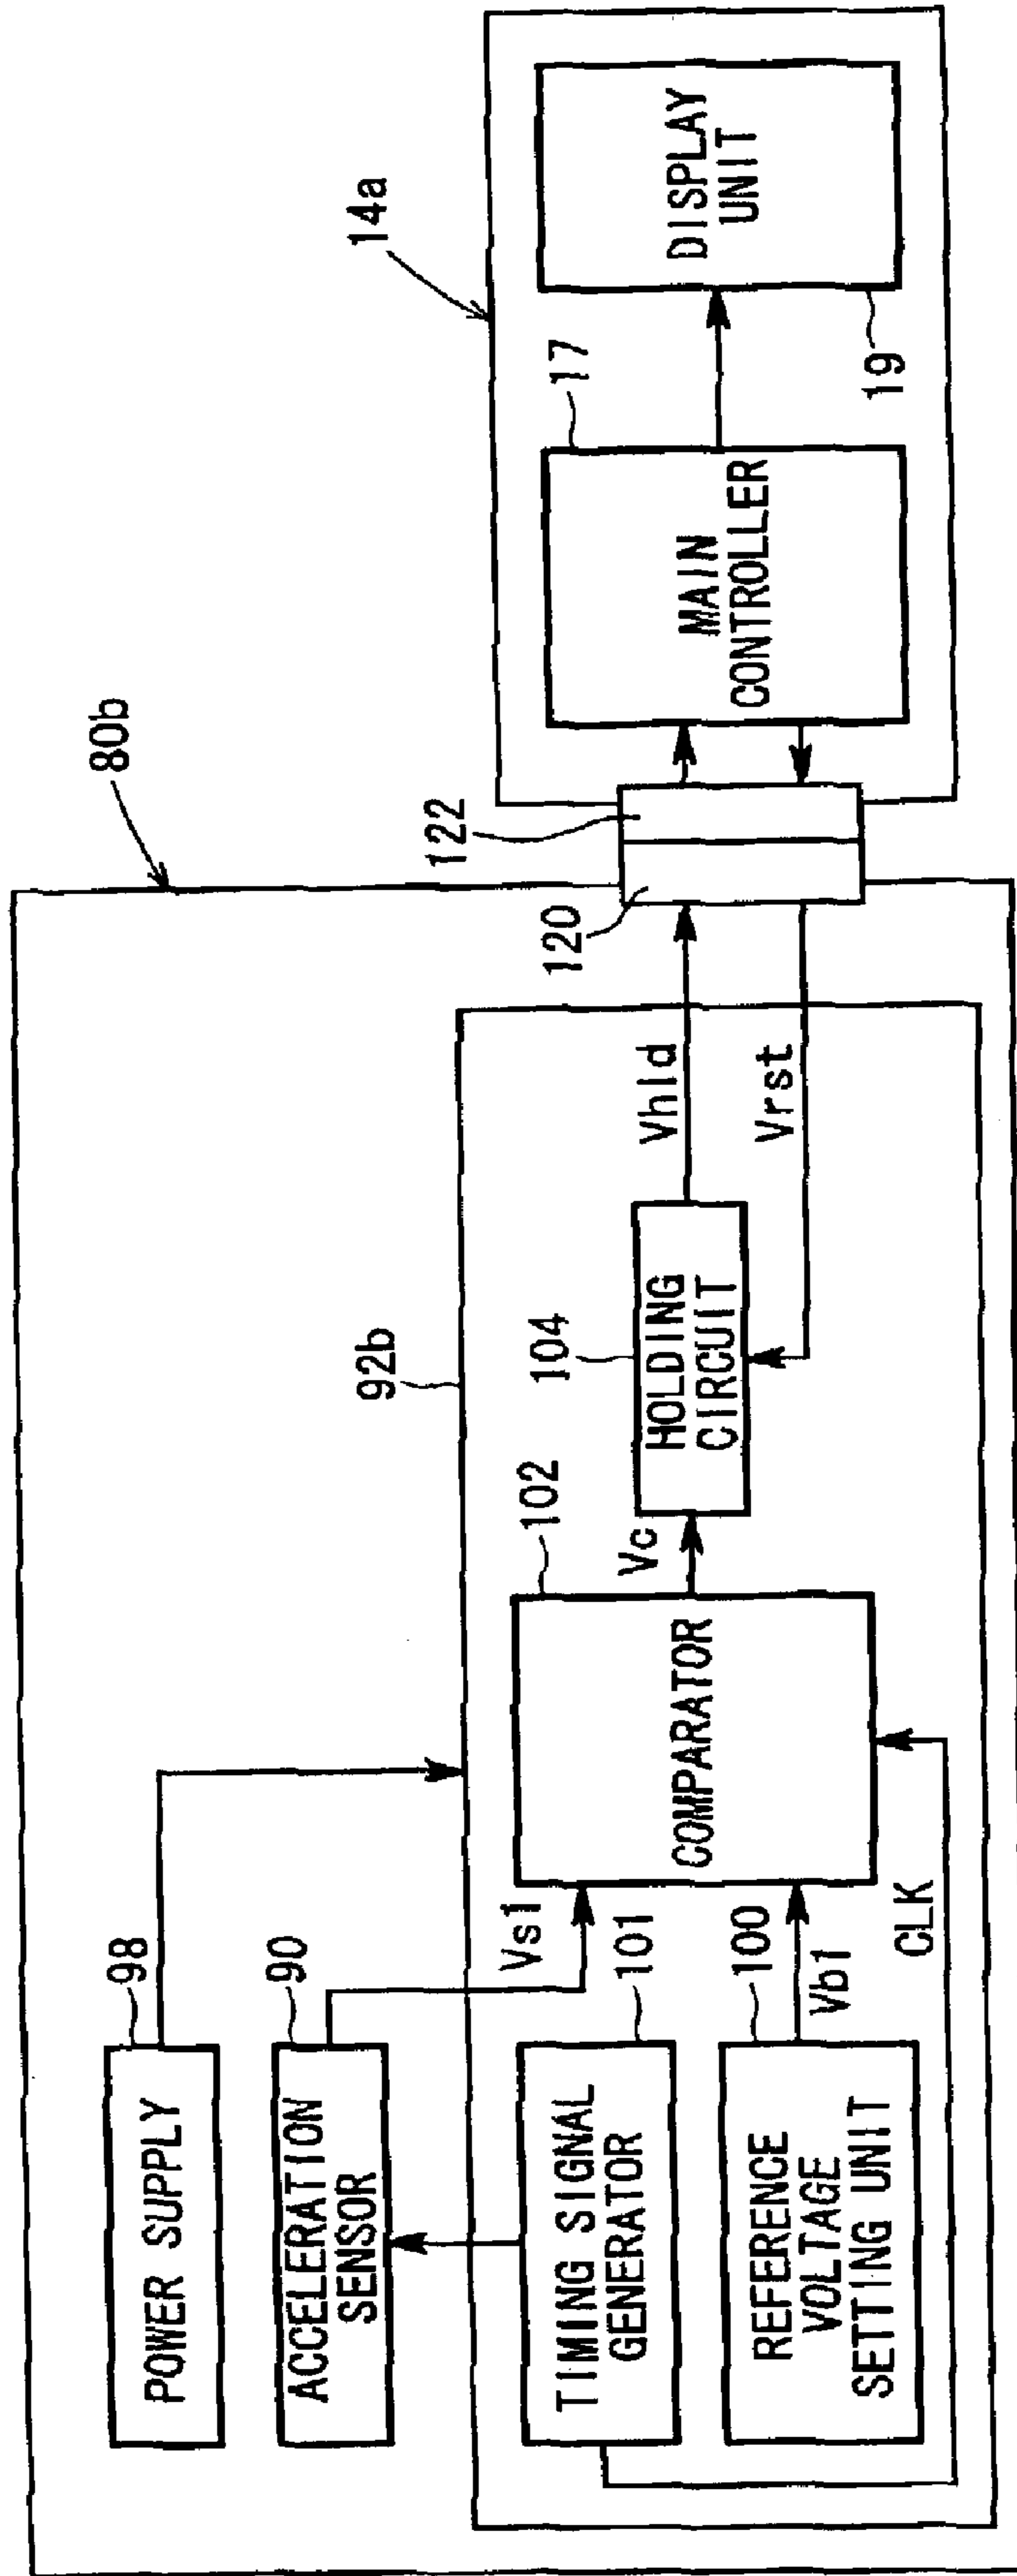 80b
14a
98
POWER SUPPLY
90
ACCELERATION
SENSOR
92b
Vs1
101
TIMING SIGNAL
GENERATOR
100
REFERENCE
VOLTAGE
SETTING UNIT
Vb1
CLK
102
COMPARATOR
Vc
104
HOLDING
CIRCUIT
Vhld
Vrst
120
122
17
MAIN
CONTROLLER
DISPLAY
UNIT
19